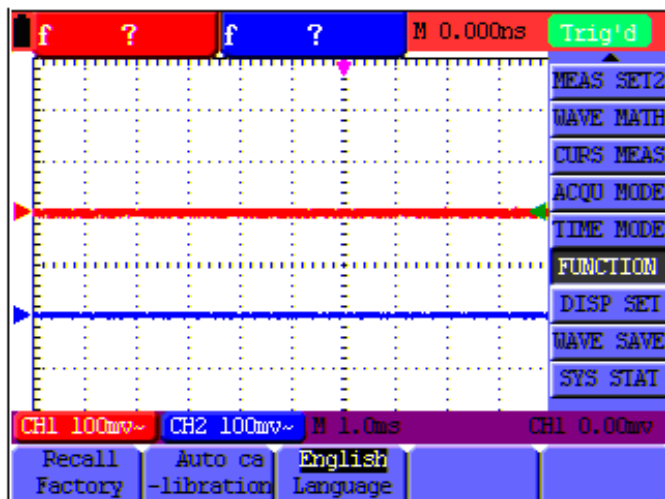 f ? f ? M 0.000ns Trig'd
MEAS SET2
WAVE MATH
CURS MEAS
ACQU MODE
TIME MODE
FUNCTION
DISP SET
WAVE SAVE
SYS STAT
CH1 100mv~ CH2 100mv~ M 1.0ms CH1 0.00mv
Recall
Factory
Auto ca
-libration
English
Language